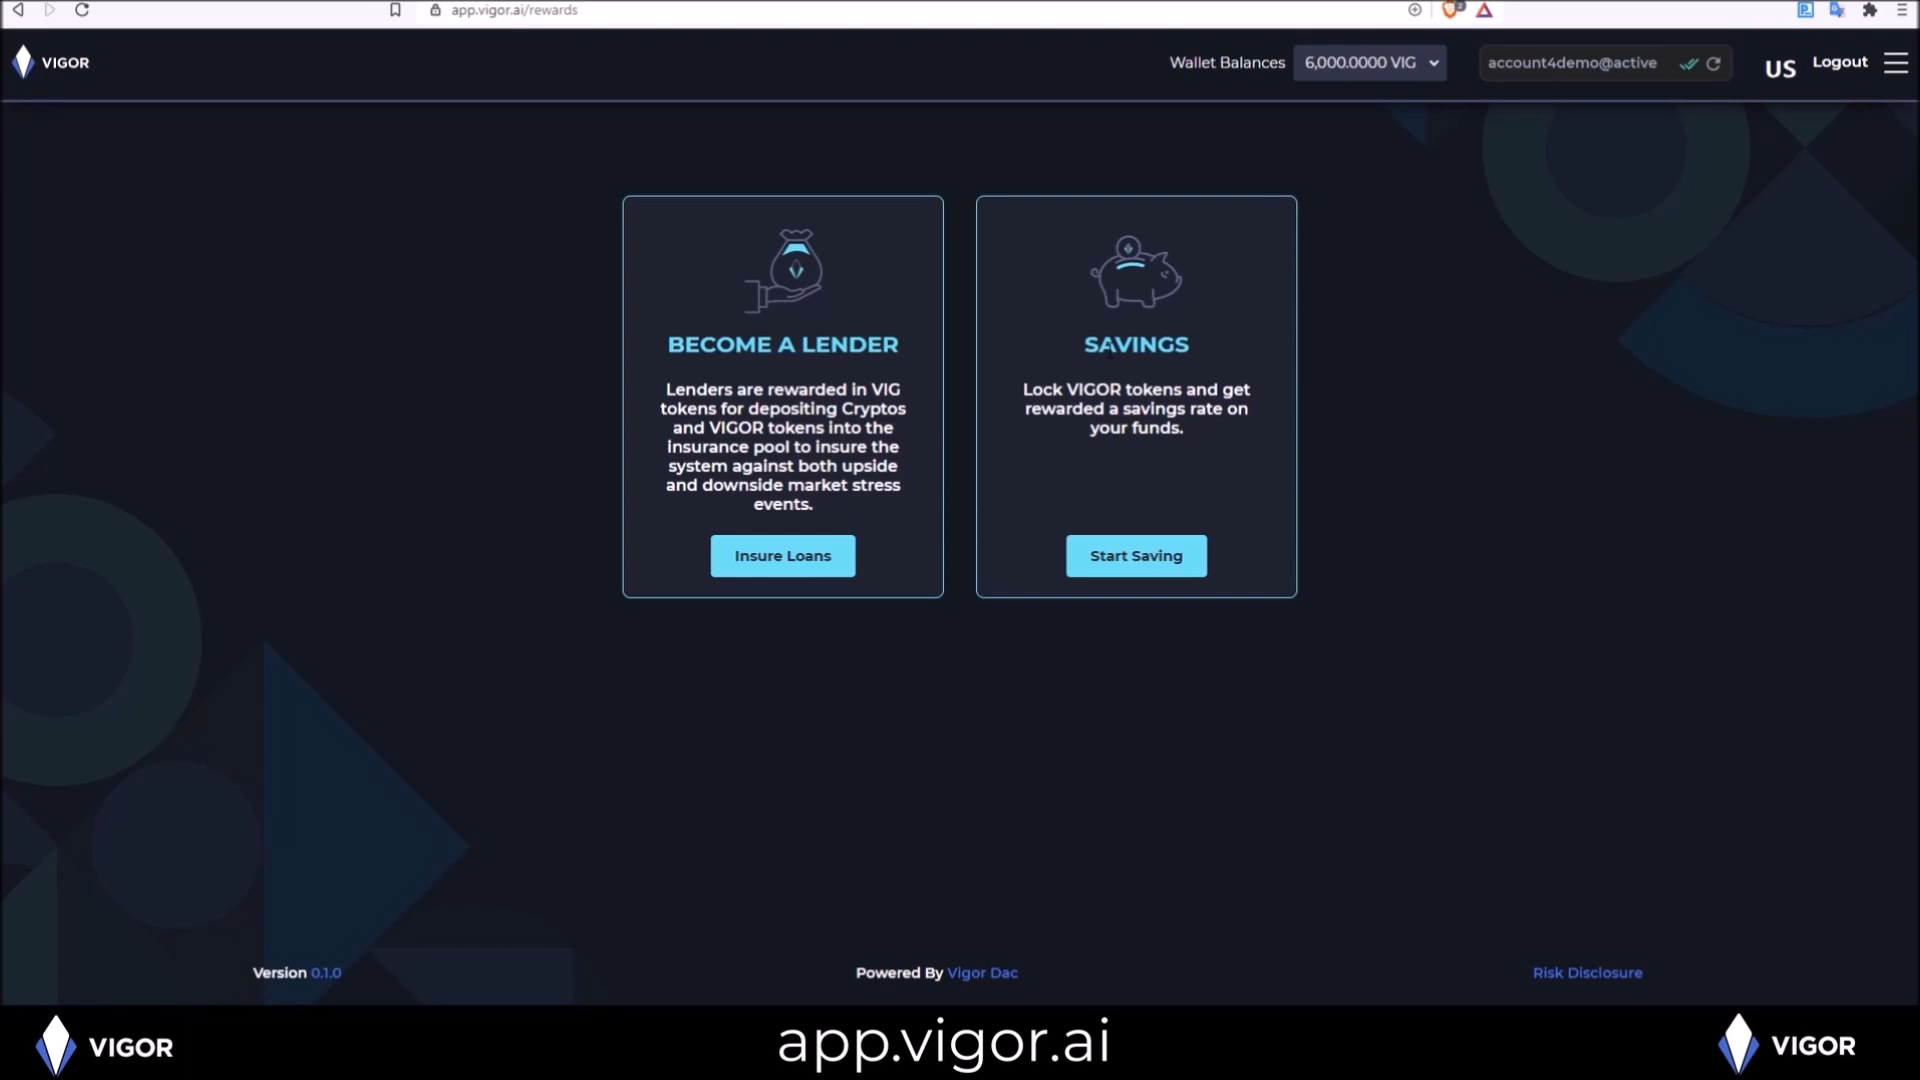 app.vigor.ai/rewards
VIGOR
Wallet Balances
6,000.0000 VIG
account4demo@active
US
Logout
BECOME A LENDER
Lenders are rewarded in VIG
tokens for depositing Cryptos
and VIGOR tokens into the
insurance pool to insure the
system against both upside
and downside market stress
events.
Insure Loans
SAVINGS
Lock VIGOR tokens and get
rewarded a savings rate on
your funds.
Start Saving
Version 0.1.0
Powered By Vigor Dac
Risk Disclosure
VIGOR
app.vigor.ai
VIGOR